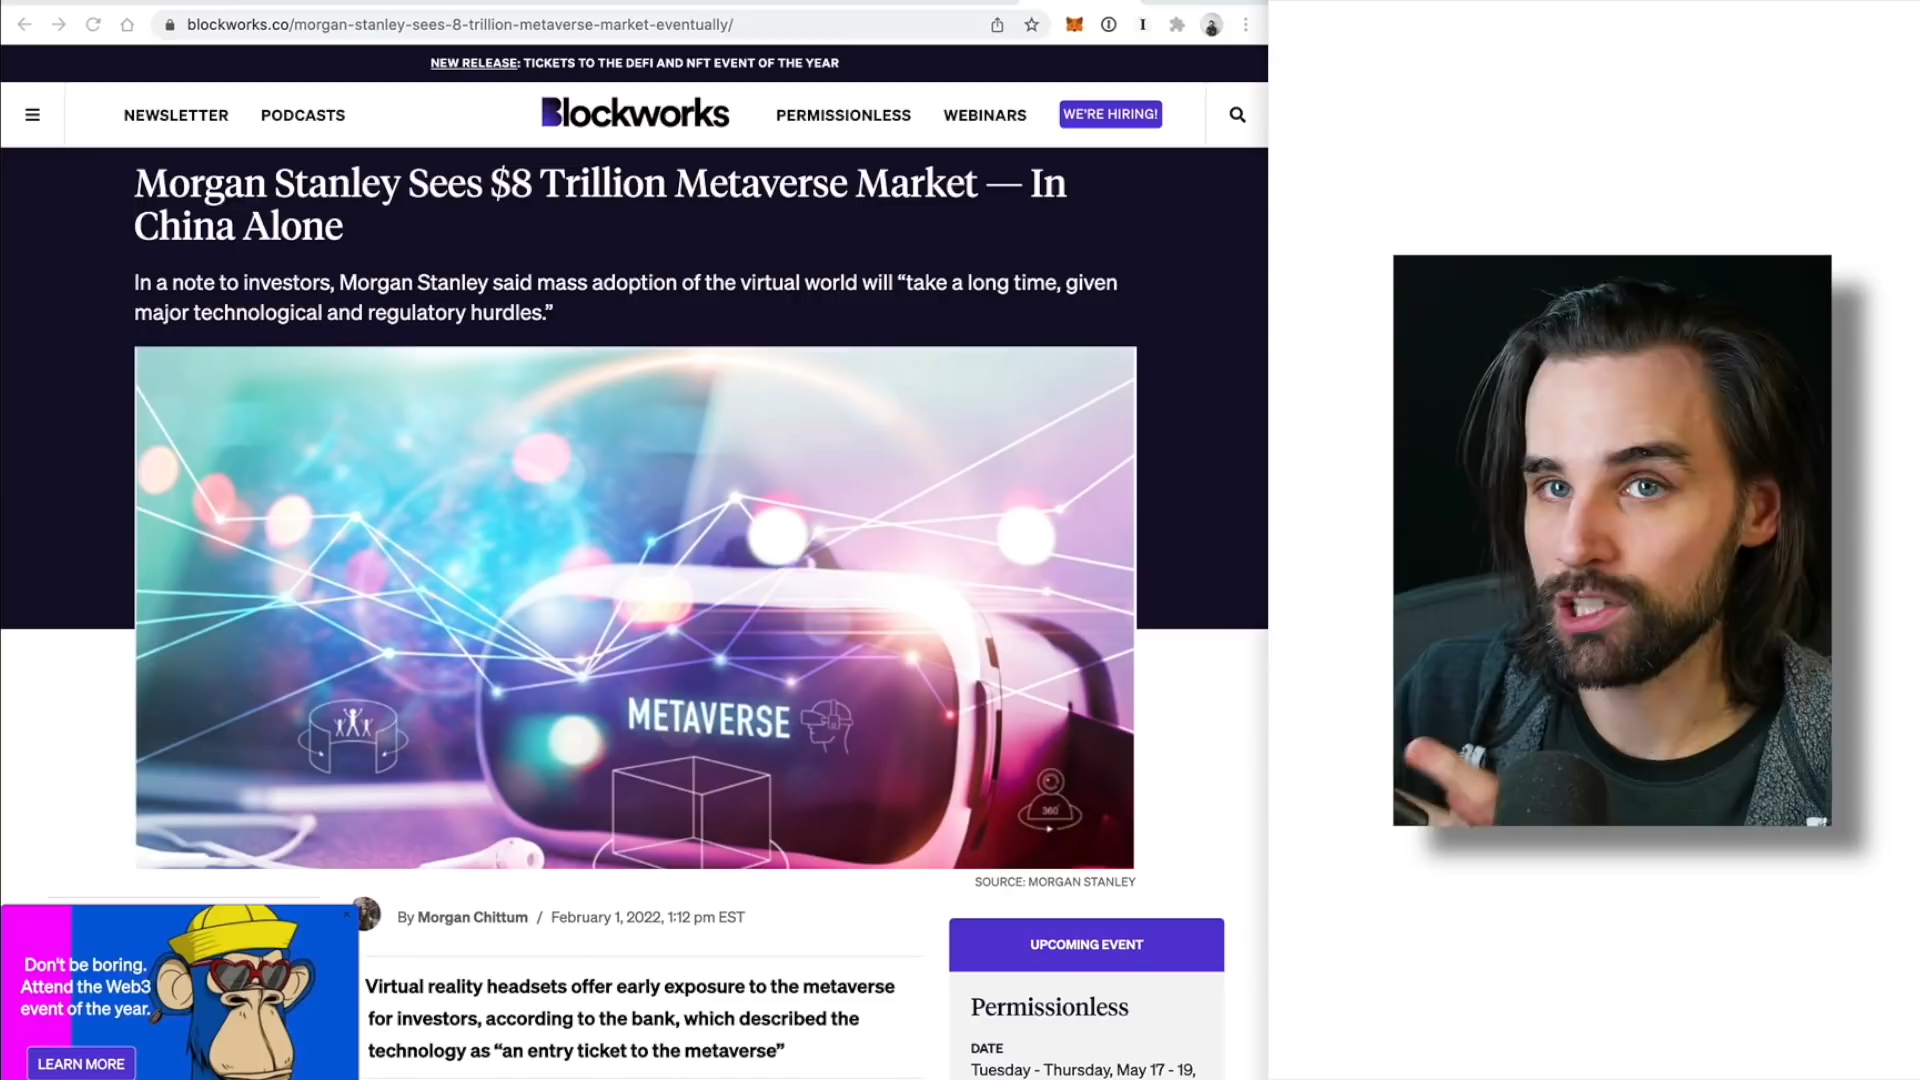 blockworks.co/morgan-stanley-sees-8-trillion-metaverse-market-eventually/
NEW RELEASE: TICKETS TO THE DEFI AND NFT EVENT OF THE YEAR
NEWSLETTER
PODCASTS
Blockworks
PERMISSIONLESS
WEBINARS
WE'RE HIRING!
Morgan Stanley Sees $8 Trillion Metaverse Market — In
China Alone
In a note to investors, Morgan Stanley said mass adoption of the virtual world will “take a long time, given
major technological and regulatory hurdles.”
METAVERSE
360°
SOURCE: MORGAN STANLEY
By Morgan Chittum / February 1, 2022, 1:12 pm EST
Virtual reality headsets offer early exposure to the metaverse
for investors, according to the bank, which described the
technology as “an entry ticket to the metaverse”
UPCOMING EVENT
Permissionless
DATE
Tuesday - Thursday, May 17 - 19,
Don't be boring.
Attend the Web3
event of the year.
LEARN MORE